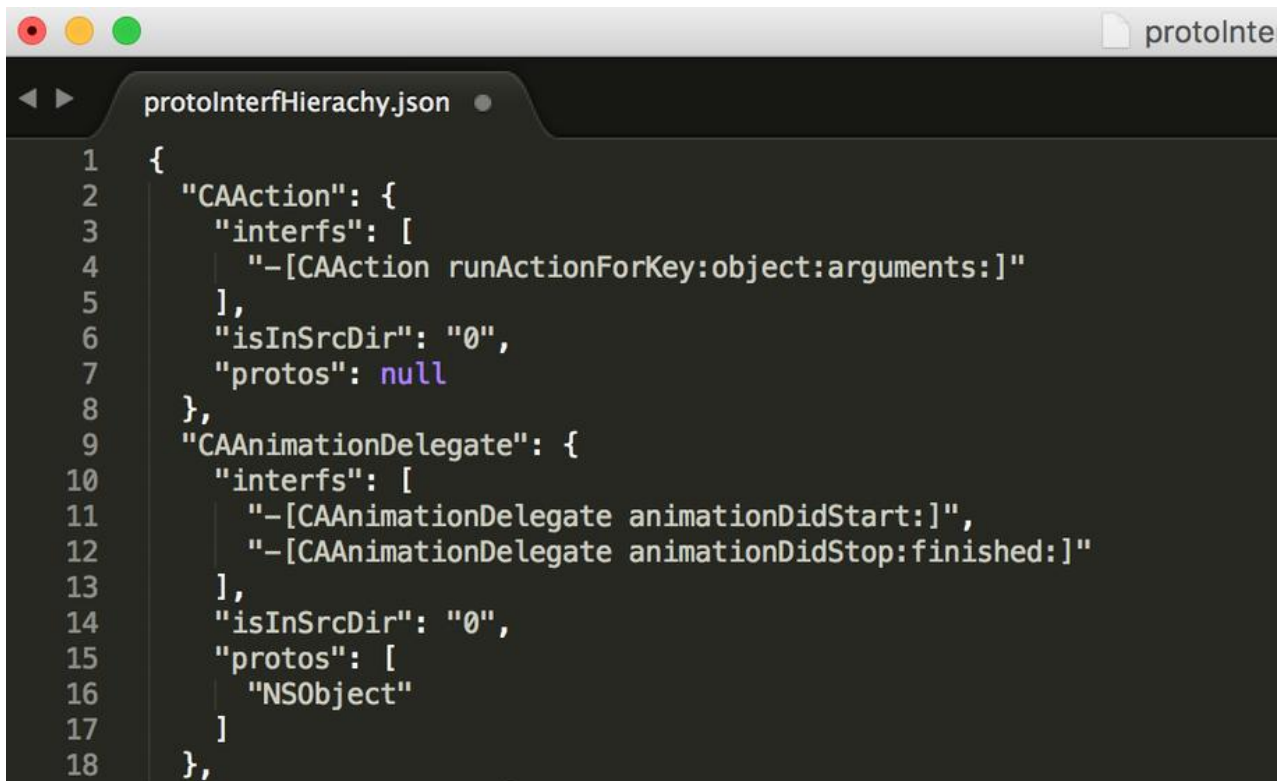 protoInte
protoInterfHierachy.json
1 {
2 "CAAction": {
3 "interfs": [
4 "-[CAAction runActionForKey:object:arguments:]"
5 ],
6 "isInSrcDir": "0",
7 "protos": null
8 },
9 "CAAnimationDelegate": {
10 "interfs": [
11 "-[CAAnimationDelegate animationDidStart:]",
12 "-[CAAnimationDelegate animationDidStop:finished:]"
13 ],
14 "isInSrcDir": "0",
15 "protos": [
16 "NSObject"
17 ]
18 },